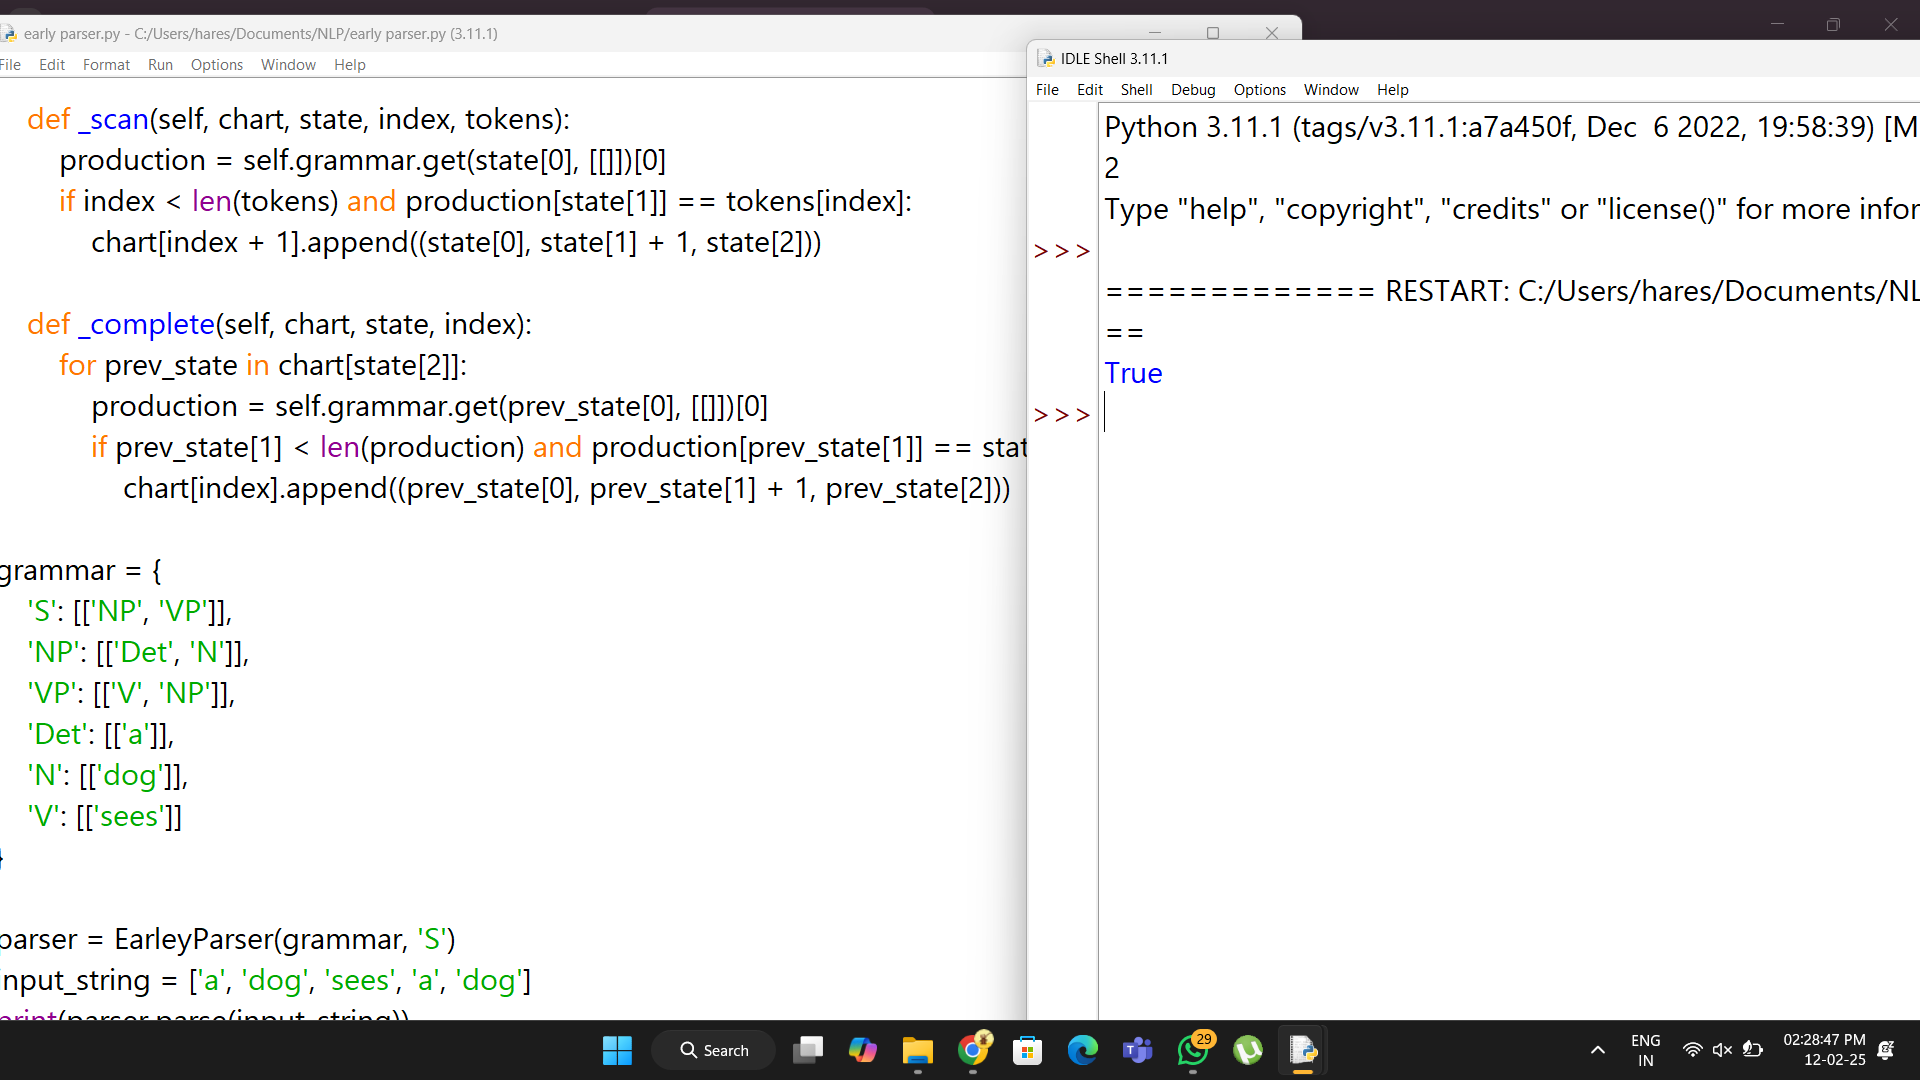 early parser.py - C:/Users/hares/Documents/NLP/early parser.py (3.11.1)
File Edit Format Run Options Window Help
def _scan(self, chart, state, index, tokens):
production = self.grammar.get(state[0], [[]])[0]
if index < len(tokens) and production[state[1]] == tokens[index]:
chart[index + 1].append((state[0], state[1] + 1, state[2]))
def _complete(self, chart, state, index):
for prev_state in chart[state[2]]:
production = self.grammar.get(prev_state[0], [[]])[0]
if prev_state[1] < len(production) and production[prev_state[1]] == stat
chart[index].append((prev_state[0], prev_state[1] + 1, prev_state[2]))
grammar = {
'S': [['NP', 'VP']],
'NP': [['Det', 'N']],
'VP': [['V', 'NP']],
'Det': [['a']],
'N': [['dog']],
'V': [['sees']]
}
parser = EarleyParser(grammar, 'S')
input_string = ['a', 'dog', 'sees', 'a', 'dog']
print(parser.parse(input_string))
IDLE Shell 3.11.1
File Edit Shell Debug Options Window Help
Python 3.11.1 (tags/v3.11.1:a7a450f, Dec  6 2022, 19:58:39) [M
2
Type "help", "copyright", "credits" or "license()" for more infor
>>>
============= RESTART: C:/Users/hares/Documents/NL
==
True
>>>
Search
29
ENG
IN
02:28:47 PM
12-02-25